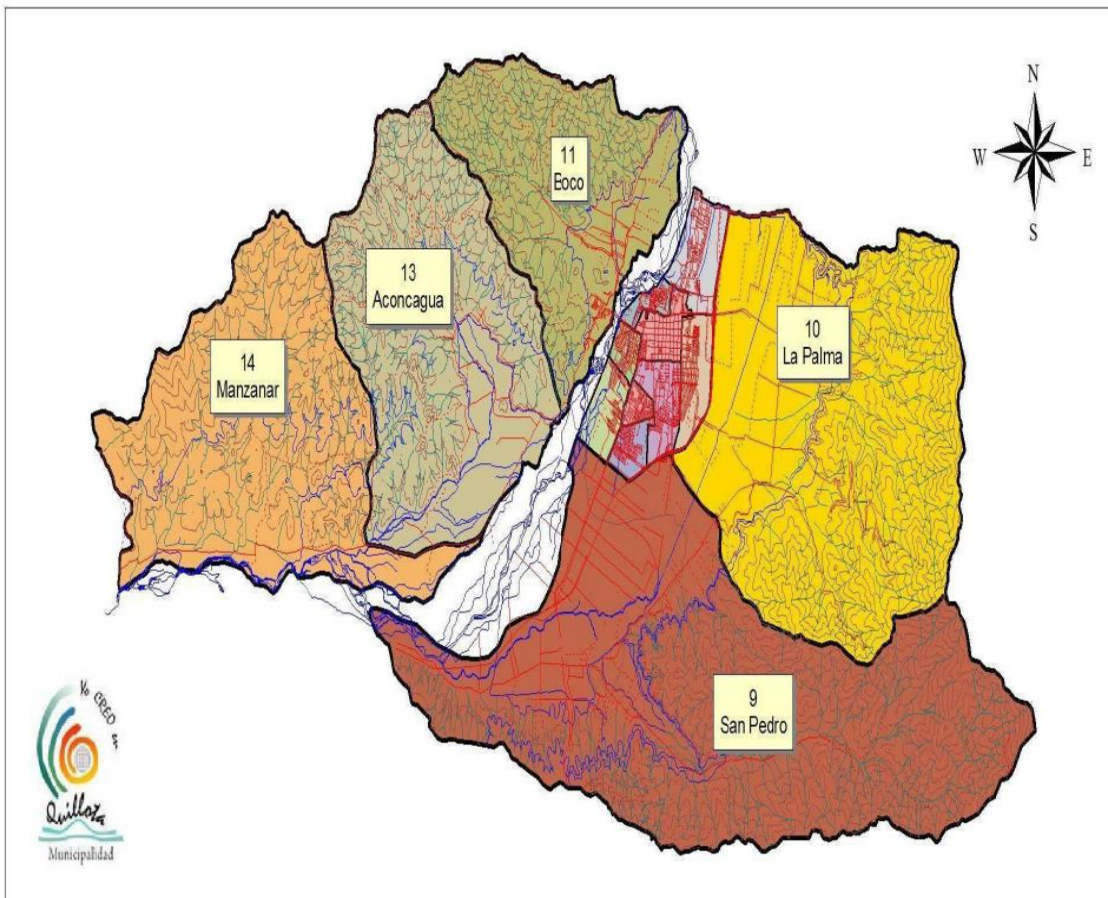 N
W
E
S
11
Boco
13
Aconcagua
10
La Palma
14
Manzanar
9
San Pedro
Yo CREO en
Quillota
Municipalidad